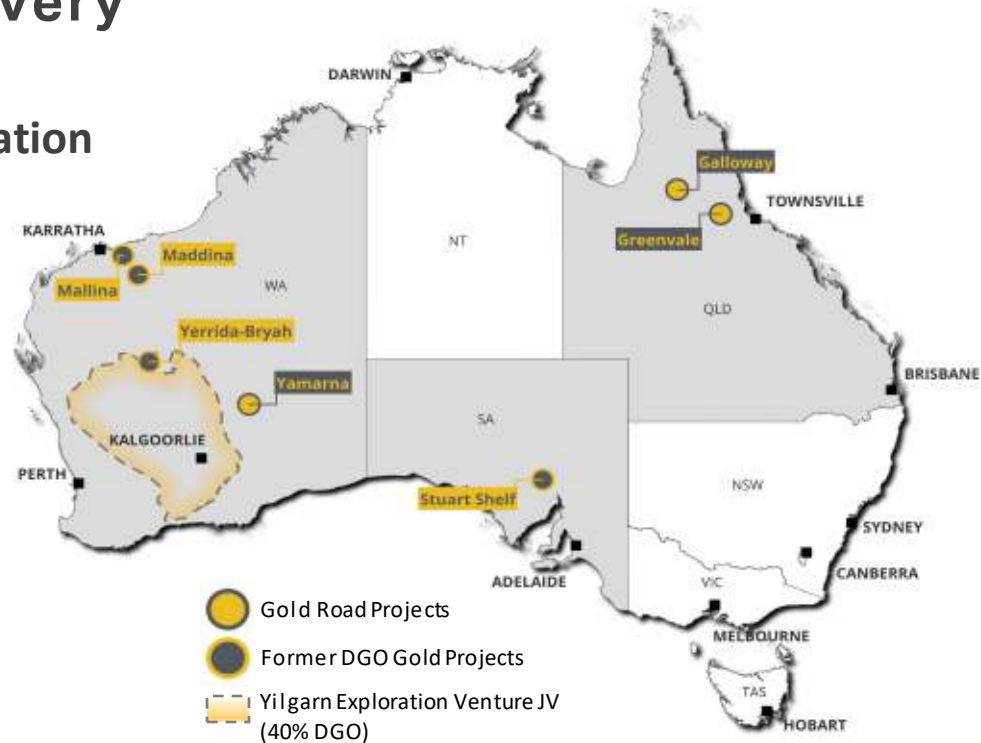 very
ation
DARWIN
Galloway
TOWNSVILLE
Greenvale
KARRATHA
Maddina
Mallina
NT
WA
QLD
Yerrida-Bryah
Yamarna
BRISBANE
SA
KALGOORLIE
PERTH
Stuart Shelf
NSW
SYDNEY
CANBERRA
ADELAIDE
VIC
MELBOURNE
TAS
HOBART
Gold Road Projects
Former DGO Gold Projects
Yilgarn Exploration Venture JV
(40% DGO)